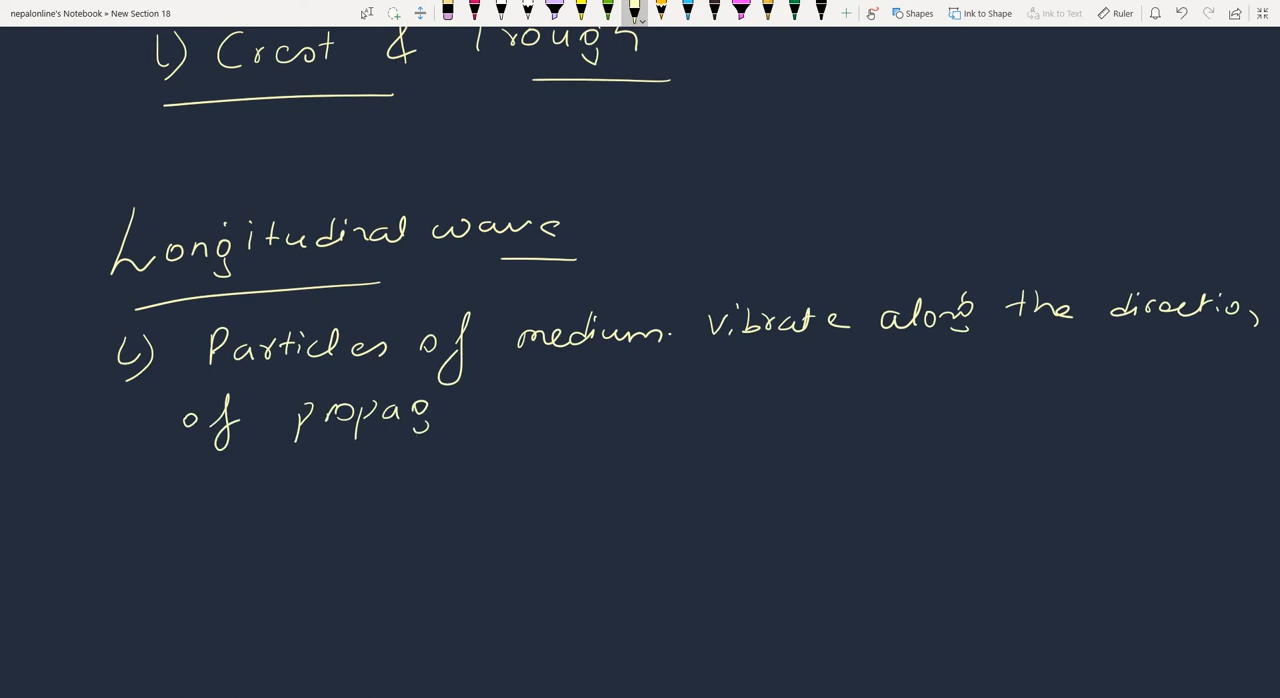 nepalonline's Notebook » New Section 18
Shapes Ink to Shape Ink to Text Ruler
↳) Crest & Trough
Longitudinal wave
↳) Particles of medium. vibrate along the direction
of propag